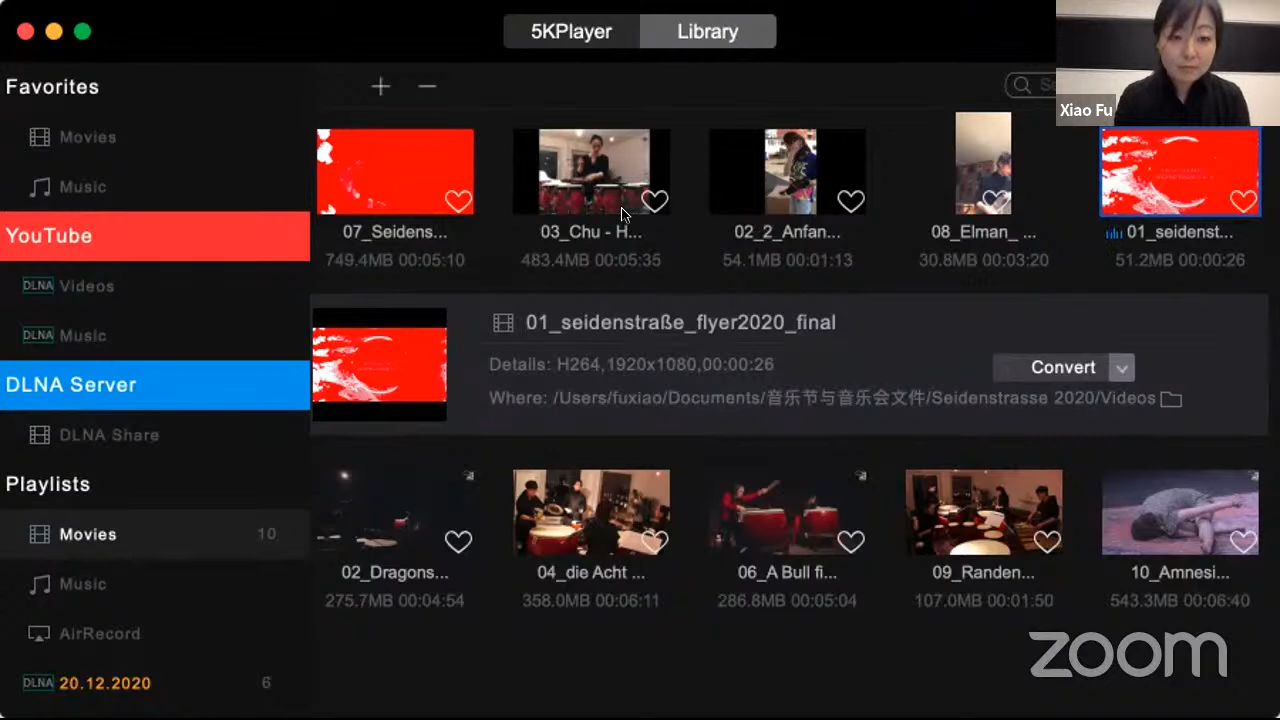 5KPlayer
Library
Favorites
Movies
Music
YouTube
DLNA Videos
DLNA Music
DLNA Server
DLNA Share
Playlists
Movies 10
Music
AirRecord
DLNA 20.12.2020 6
Xiao Fu
07_Seidens...
749.4MB 00:05:10
03_Chu - H...
483.4MB 00:05:35
02_2_Anfan...
54.1MB 00:01:13
08_Elman_ ...
30.8MB 00:03:20
01_seidenst...
51.2MB 00:00:26
01_seidenstraße_flyer2020_final
Details: H264,1920x1080,00:00:26
Convert
Where: /Users/fuxiao/Documents/音乐节与音乐会文件/Seidenstrasse 2020/Videos
02_Dragons...
275.7MB 00:04:54
04_die Acht ...
358.0MB 00:06:11
06_A Bull fi...
286.8MB 00:05:04
09_Randen...
107.0MB 00:01:50
10_Amnesi...
543.3MB 00:06:40
zoom